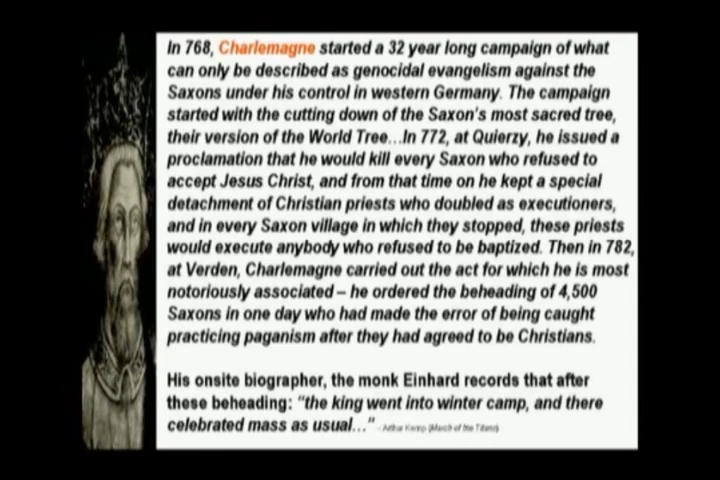 In 768, Charlemagne started a 32 year long campaign of what
can only be described as genocidal evangelism against the
Saxons under his control in western Germany. The campaign
started with the cutting down of the Saxon's most sacred tree,
their version of the World Tree...In 772, at Quierzy, he issued a
proclamation that he would kill every Saxon who refused to
accept Jesus Christ, and from that time on he kept a special
detachment of Christian priests who doubled as executioners,
and in every Saxon village in which they stopped, these priests
would execute anybody who refused to be baptized. Then in 782,
at Verden, Charlemagne carried out the act for which he is most
notoriously associated – he ordered the beheading of 4,500
Saxons in one day who had made the error of being caught
practicing paganism after they had agreed to be Christians.
His onsite biographer, the monk Einhard records that after
these beheading: "the king went into winter camp, and there
celebrated mass as usual..." - Arthur Kemp (March of the Titans)